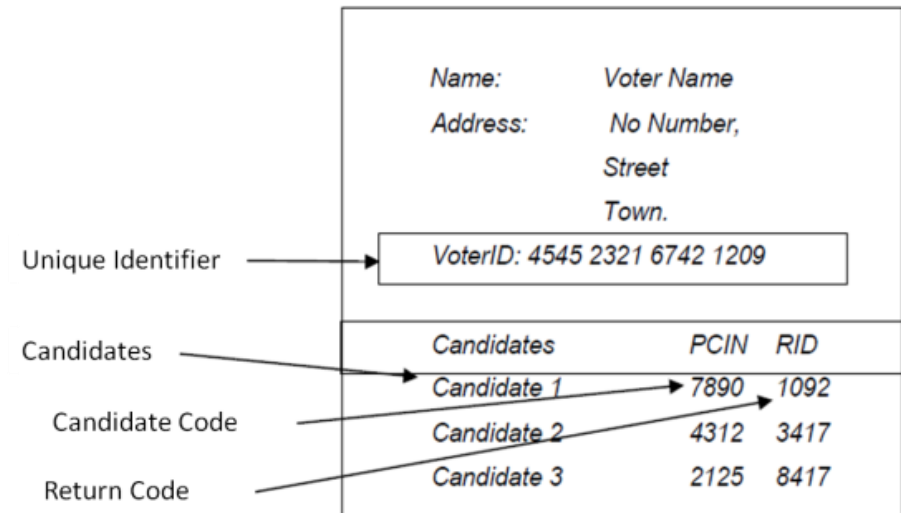 Name: Voter Name
Address: No Number,
Street
Town.
Unique Identifier
VoterID: 4545 2321 6742 1209
Candidates
Candidates PCIN RID
Candidate 1 7890 1092
Candidate Code
Candidate 2 4312 3417
Return Code
Candidate 3 2125 8417